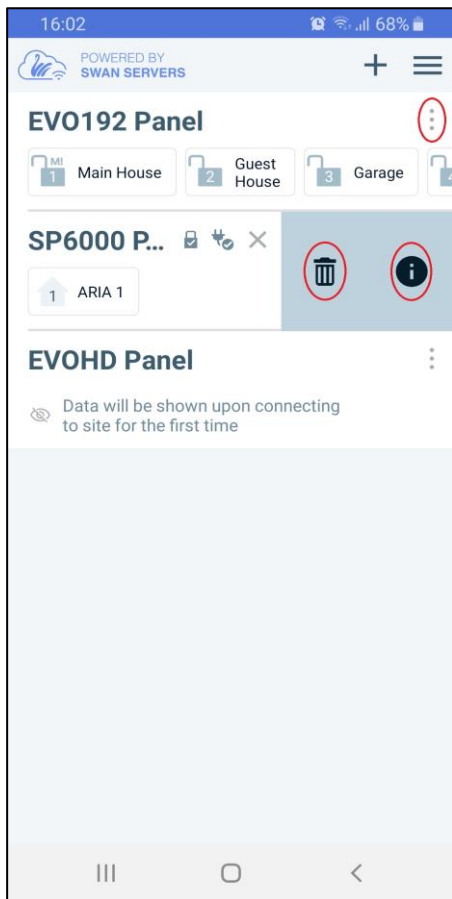 16:02 68%
POWERED BY
SWAN SERVERS
EVO192 Panel
MI
1 Main House 2 Guest House 3 Garage 4
SP6000 P...
1 ARIA 1
i
EVOHD Panel
Data will be shown upon connecting
to site for the first time